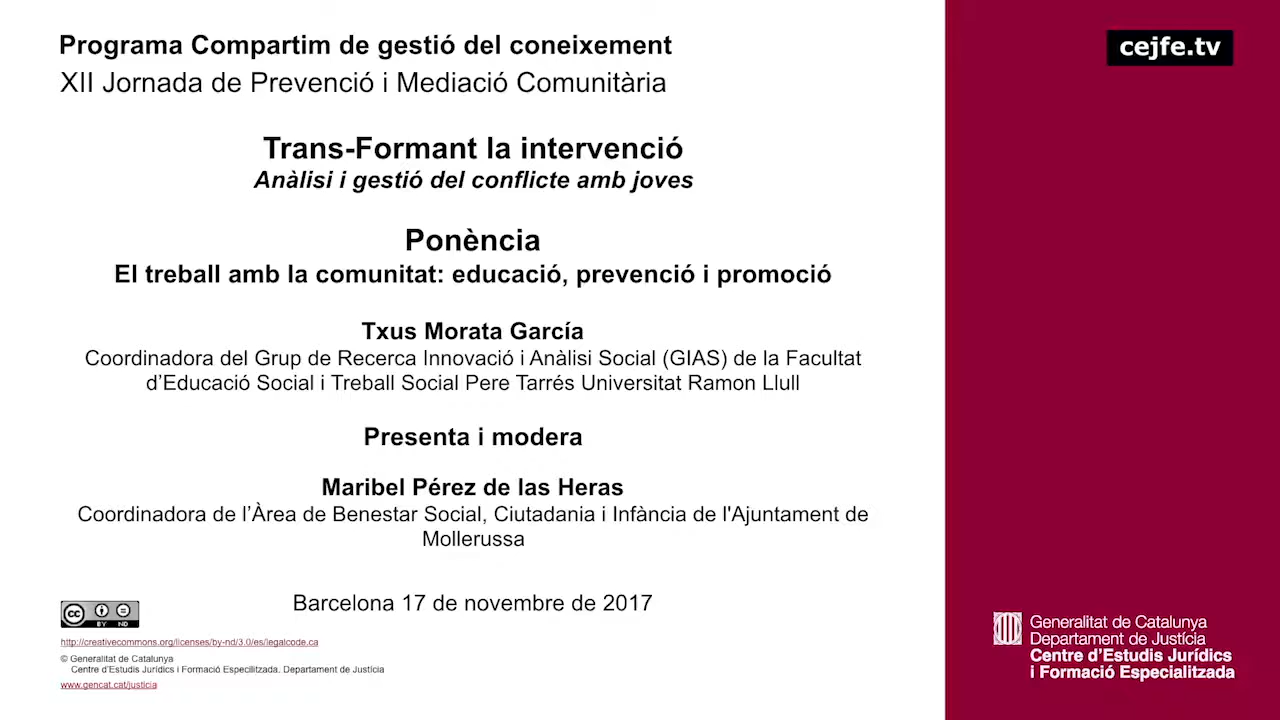 Programa Compartim de gestió del coneixement
XII Jornada de Prevenció i Mediació Comunitària
cejfe.tv
Trans-Formant la intervenció
Anàlisi i gestió del conflicte amb joves
Ponència
El treball amb la comunitat: educació, prevenció i promoció
Txus Morata García
Coordinadora del Grup de Recerca Innovació i Anàlisi Social (GIAS) de la Facultat
d’Educació Social i Treball Social Pere Tarrés Universitat Ramon Llull
Presenta i modera
Maribel Pérez de las Heras
Coordinadora de l’Àrea de Benestar Social, Ciutadania i Infància de l'Ajuntament de
Mollerussa
Barcelona 17 de novembre de 2017
cc BY ND
http://creativecommons.org/licenses/by-nd/3.0/es/legalcode.ca
© Generalitat de Catalunya
Centre d’Estudis Jurídics i Formació Especilitzada. Departament de Justícia
www.gencat.cat/justicia
Generalitat de Catalunya
Departament de Justícia
Centre d’Estudis Jurídics
i Formació Especialitzada